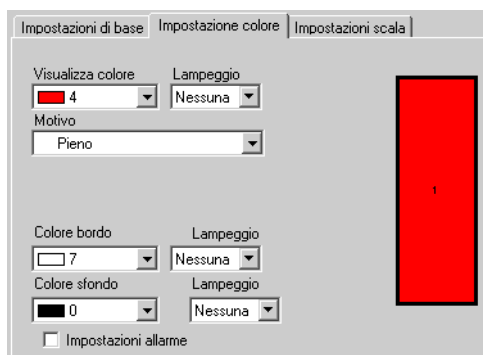 Impostazioni di base Impostazione colore Impostazioni scala
Visualizza colore Lampeggio
4 Nessuna
Motivo
Pieno
1
Colore bordo Lampeggio
7 Nessuna
Colore sfondo Lampeggio
0 Nessuna
Impostazioni allarme